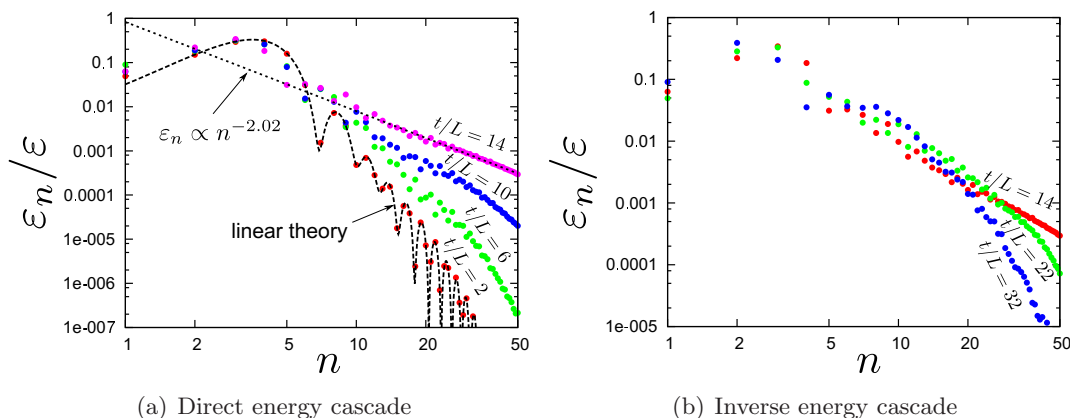 1
0.1
0.01
0.001
0.0001
1e-005
1e-006
1e-007
εn/ε
εn ∝ n^-2.02
linear theory
t/L = 14
t/L = 10
t/L = 6
t/L = 2
1 2 5 10 20 50
n
(a) Direct energy cascade
1
0.1
0.01
0.001
0.0001
1e-005
εn/ε
t/L = 14
t/L = 22
t/L = 32
1 2 5 10 20 50
n
(b) Inverse energy cascade